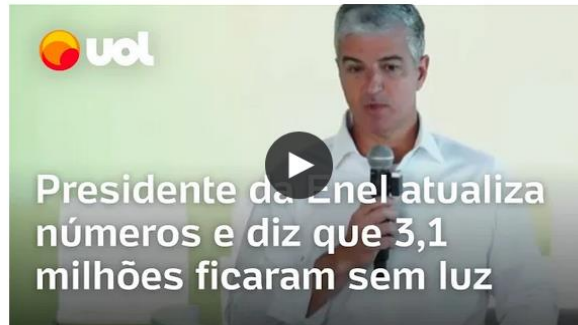 uol
Presidente da Enel atualiza
números e diz que 3,1
milhões ficaram sem luz